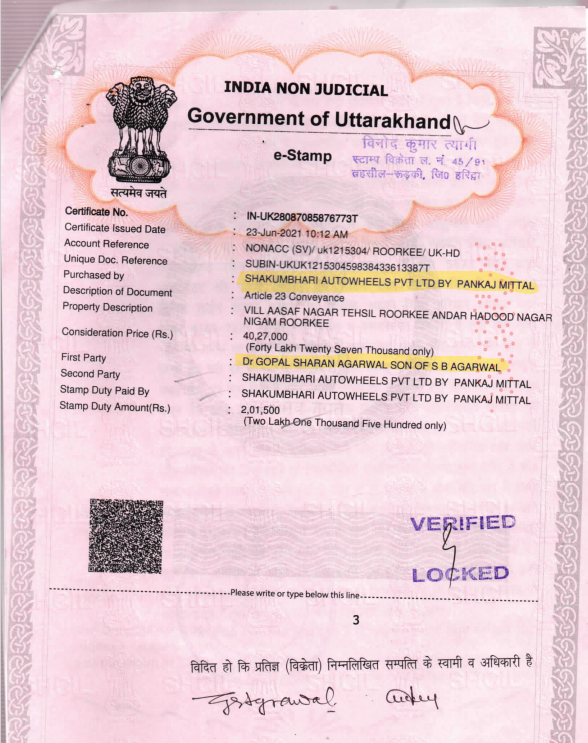 INDIA NON JUDICIAL
Government of Uttarakhand
e-Stamp
विनोद कुमार त्यागी
स्टाम्प विक्रेता ल. नं. 45/91
तहसील-रूड़की, जि0 हरिद्वार
सत्यमेव जयते
Certificate No. : IN-UK28087085876773T
Certificate Issued Date : 23-Jun-2021 10:12 AM
Account Reference : NONACC (SV)/ uk1215304/ ROORKEE/ UK-HD
Unique Doc. Reference : SUBIN-UKUK121530459838433613387T
Purchased by : SHAKUMBHARI AUTOWHEELS PVT LTD BY PANKAJ MITTAL
Description of Document : Article 23 Conveyance
Property Description : VILL AASAF NAGAR TEHSIL ROORKEE ANDAR HADOOD NAGAR
NIGAM ROORKEE
Consideration Price (Rs.) : 40,27,000
(Forty Lakh Twenty Seven Thousand only)
First Party : Dr GOPAL SHARAN AGARWAL SON OF S B AGARWAL
Second Party : SHAKUMBHARI AUTOWHEELS PVT LTD BY PANKAJ MITTAL
Stamp Duty Paid By : SHAKUMBHARI AUTOWHEELS PVT LTD BY PANKAJ MITTAL
Stamp Duty Amount(Rs.) : 2,01,500
(Two Lakh One Thousand Five Hundred only)
VERIFIED
LOCKED
Please write or type below this line
3
विदित हो कि प्रतिज्ञ (विक्रेता) निम्नलिखित सम्पत्ति के स्वामी व अधिकारी है